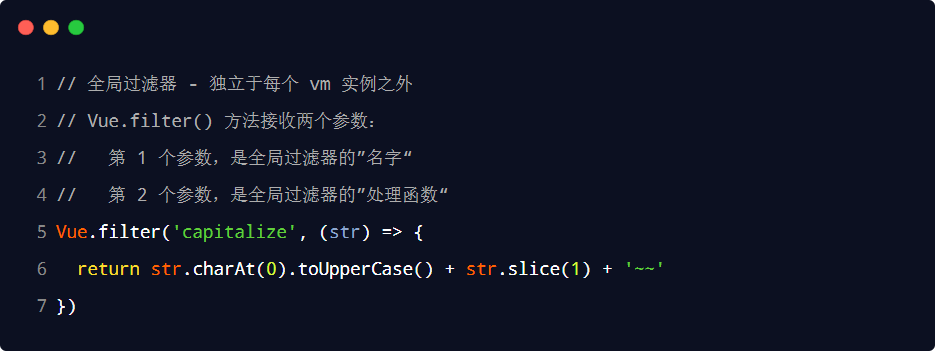 1 // 全局过滤器 - 独立于每个 vm 实例之外
2 // Vue.filter() 方法接收两个参数：
3 //   第 1 个参数，是全局过滤器的”名字“
4 //   第 2 个参数，是全局过滤器的”处理函数“
5 Vue.filter('capitalize', (str) => {
6   return str.charAt(0).toUpperCase() + str.slice(1) + '~~'
7 })